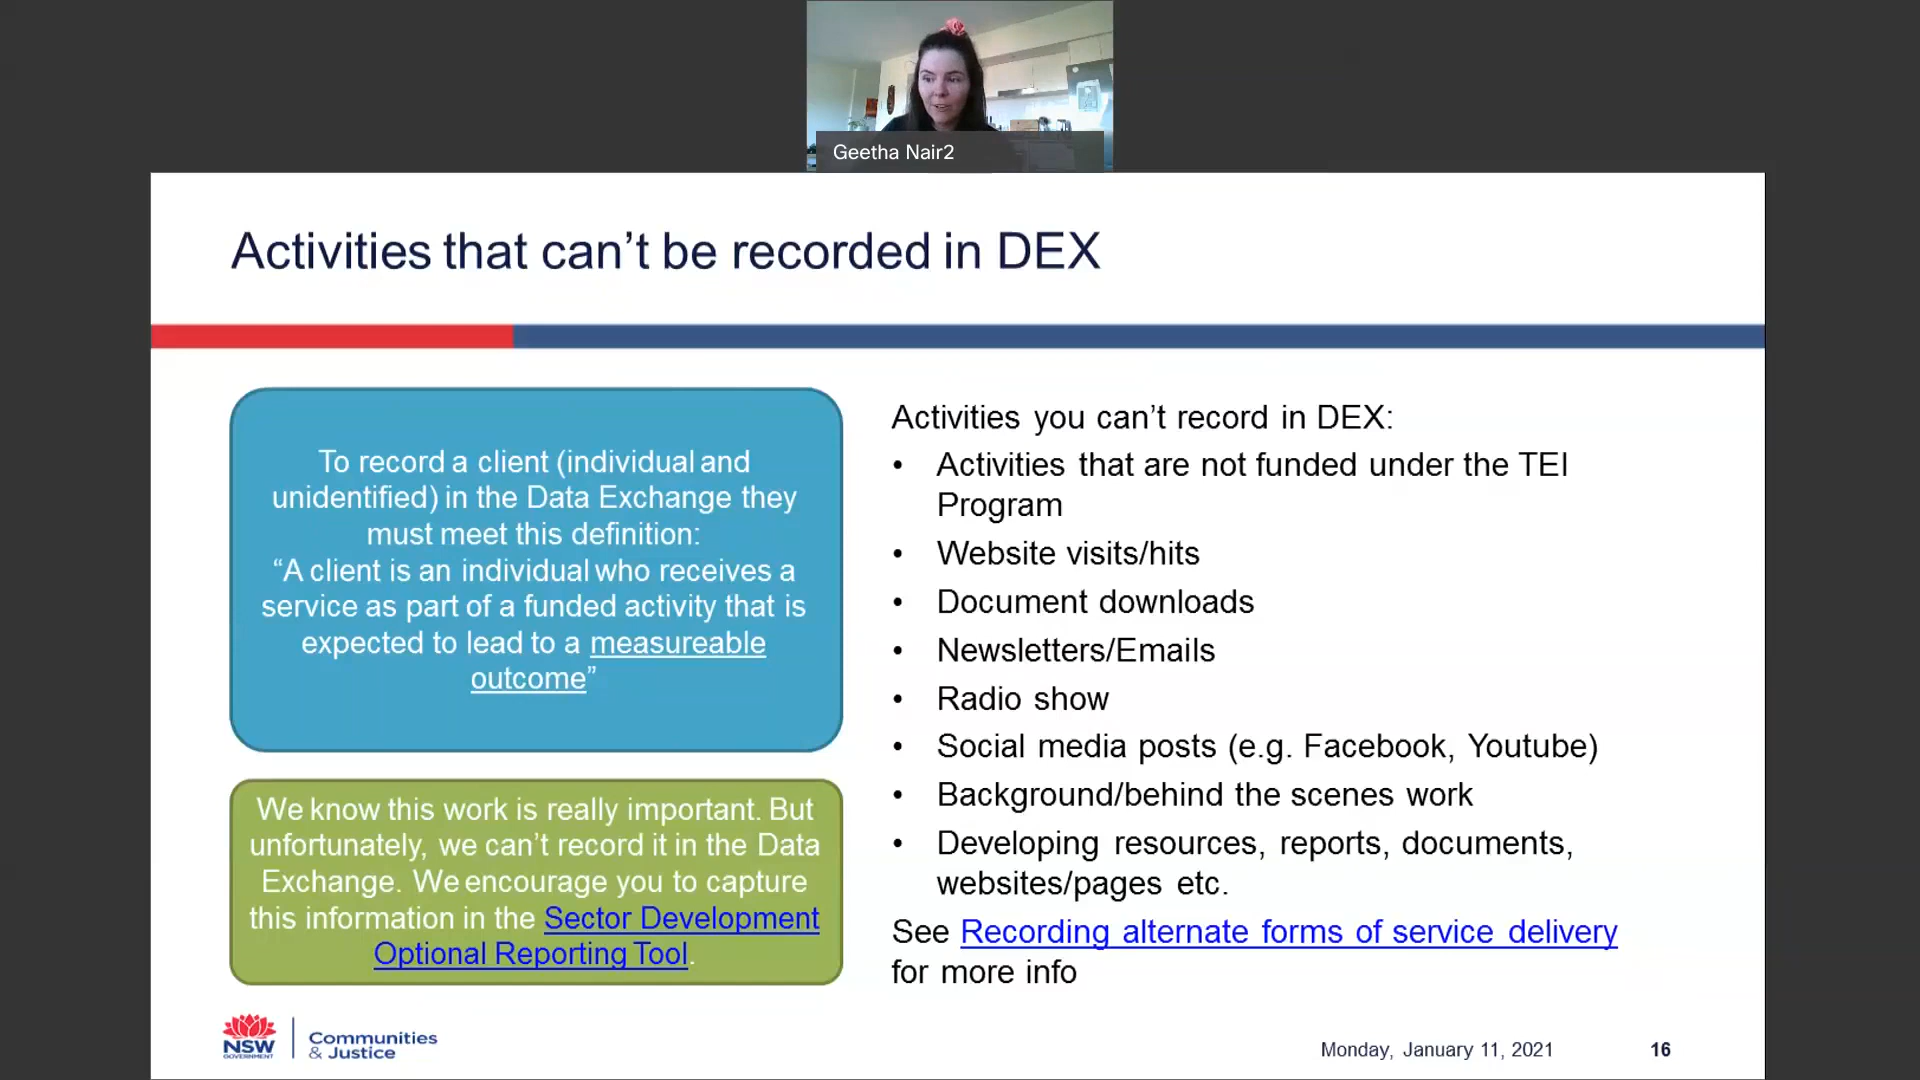 Geetha Nair2
Activities that can’t be recorded in DEX
To record a client (individual and
unidentified) in the Data Exchange they
must meet this definition:
“A client is an individual who receives a
service as part of a funded activity that is
expected to lead to a measureable
outcome”
We know this work is really important. But
unfortunately, we can’t record it in the Data
Exchange. We encourage you to capture
this information in the Sector Development
Optional Reporting Tool.
Activities you can’t record in DEX:
• Activities that are not funded under the TEI
Program
• Website visits/hits
• Document downloads
• Newsletters/Emails
• Radio show
• Social media posts (e.g. Facebook, Youtube)
• Background/behind the scenes work
• Developing resources, reports, documents,
websites/pages etc.
See Recording alternate forms of service delivery
for more info
NSW
GOVERNMENT
Communities
& Justice
Monday, January 11, 2021
16